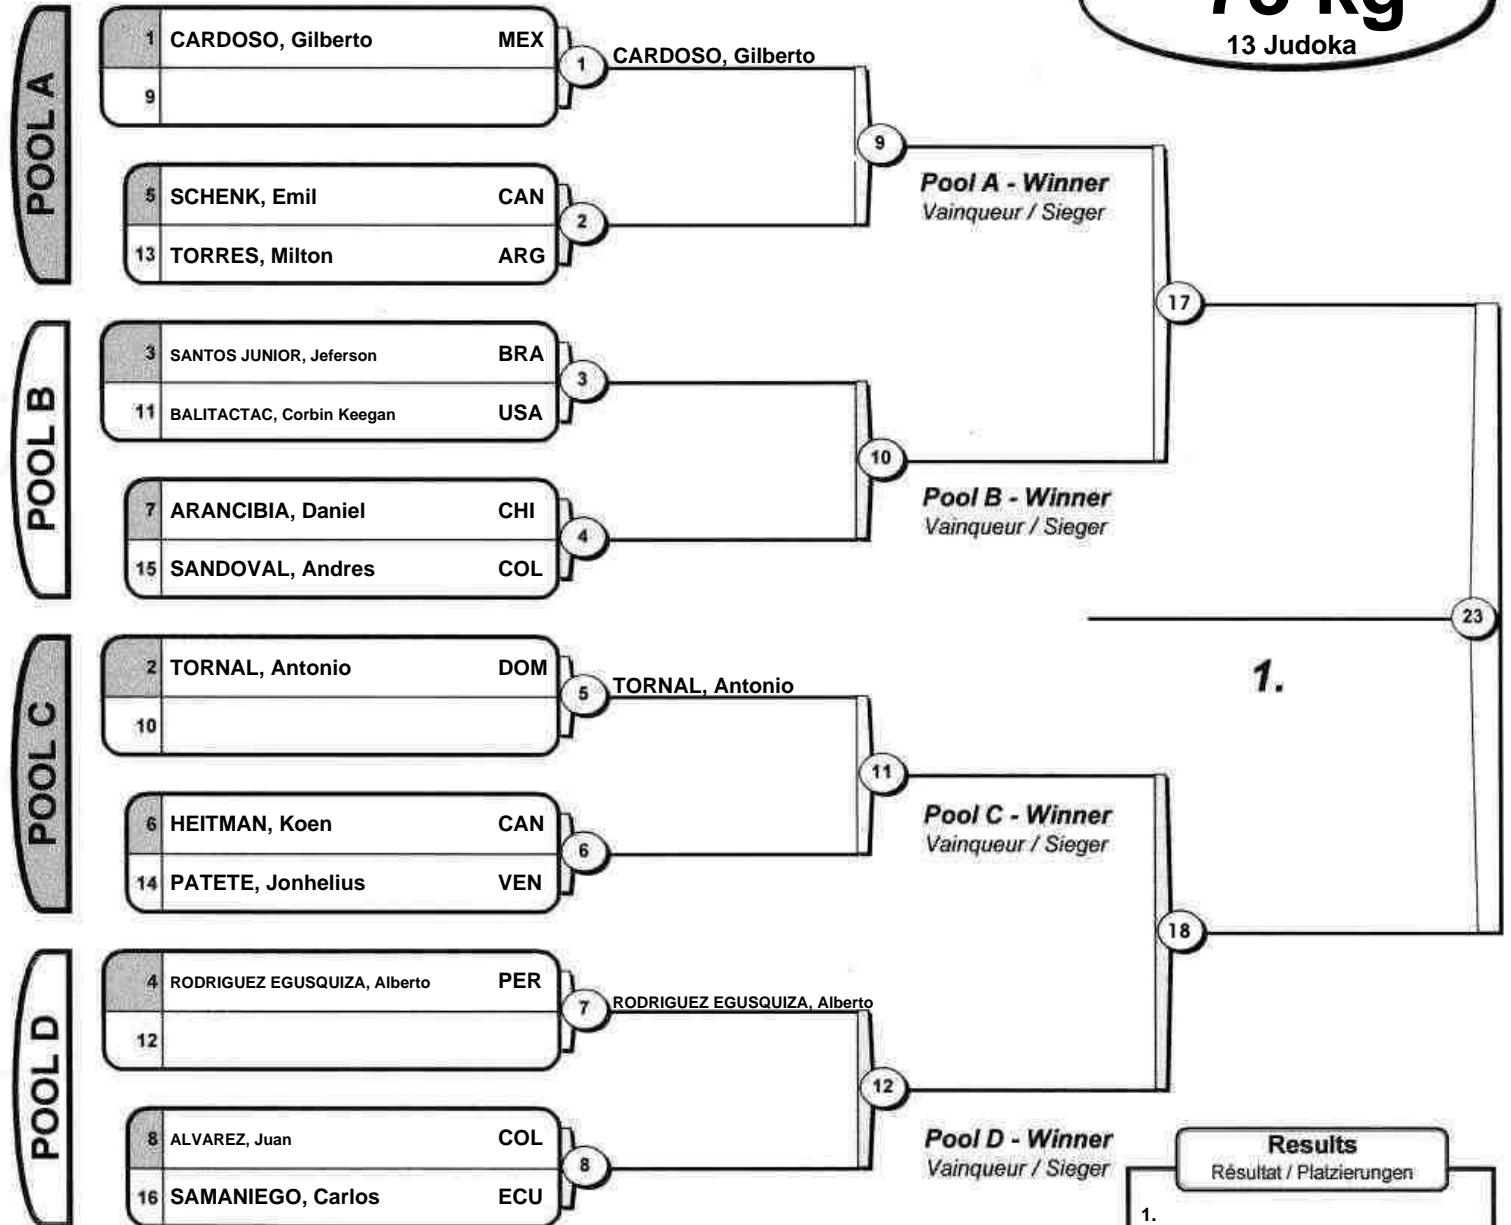 73 kg
13 Judoka
POOL A
1 CARDOSO, Gilberto MEX
9
1 CARDOSO, Gilberto
5 SCHENK, Emil CAN
13 TORRES, Milton ARG
2
9
Pool A - Winner
Vainqueur / Sieger
POOL B
3 SANTOS JUNIOR, Jeferson BRA
11 BALITACTAC, Corbin Keegan USA
3
7 ARANCIBIA, Daniel CHI
15 SANDOVAL, Andres COL
4
10
Pool B - Winner
Vainqueur / Sieger
17
POOL C
2 TORNAL, Antonio DOM
10
5 TORNAL, Antonio
6 HEITMAN, Koen CAN
14 PATETE, Jonhelius VEN
6
11
Pool C - Winner
Vainqueur / Sieger
23
1.
POOL D
4 RODRIGUEZ EGUSQUIZA, Alberto PER
12
7 RODRIGUEZ EGUSQUIZA, Alberto
8 ALVAREZ, Juan COL
16 SAMANIEGO, Carlos ECU
8
12
Pool D - Winner
Vainqueur / Sieger
18
Results
Résultat / Platzierungen
1.